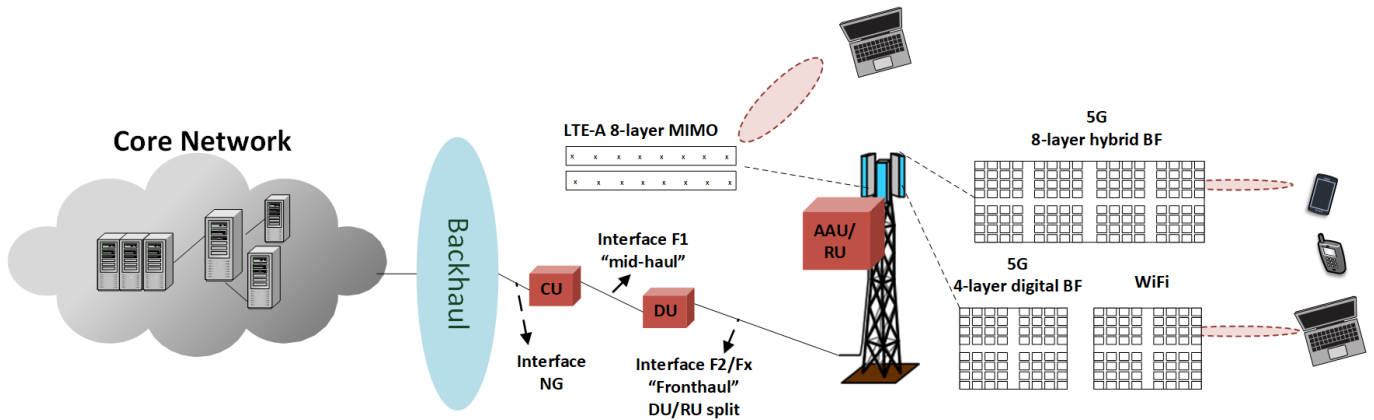 Core Network
Backhaul
CU
DU
AAU/
RU
Interface
NG
Interface F1
“mid-haul”
Interface F2/Fx
“Fronthaul”
DU/RU split
LTE-A 8-layer MIMO
x x x x x x x x
x x x x x x x x
5G
8-layer hybrid BF
5G
4-layer digital BF
WiFi